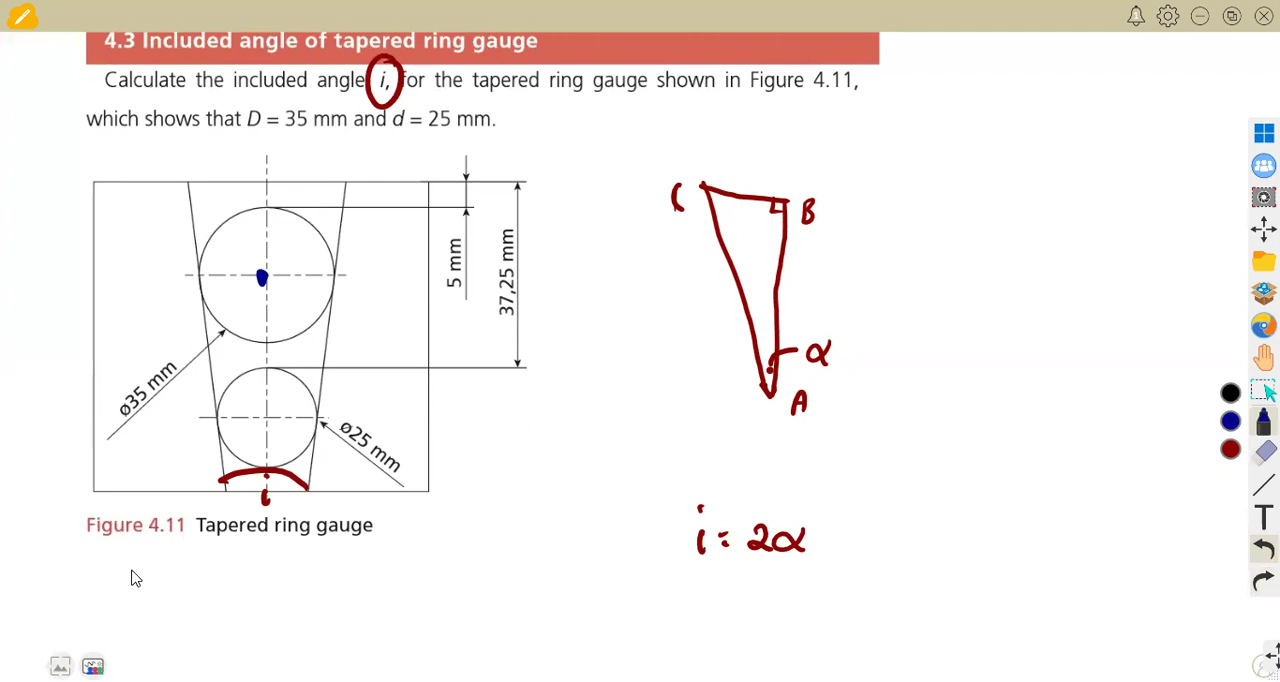 4.3 Included angle of tapered ring gauge
Calculate the included angle i, for the tapered ring gauge shown in Figure 4.11,
which shows that D = 35 mm and d = 25 mm.
5 mm
37,25 mm
ø35 mm
ø25 mm
i
Figure 4.11 Tapered ring gauge
C
B
α
A
i = 2α
T